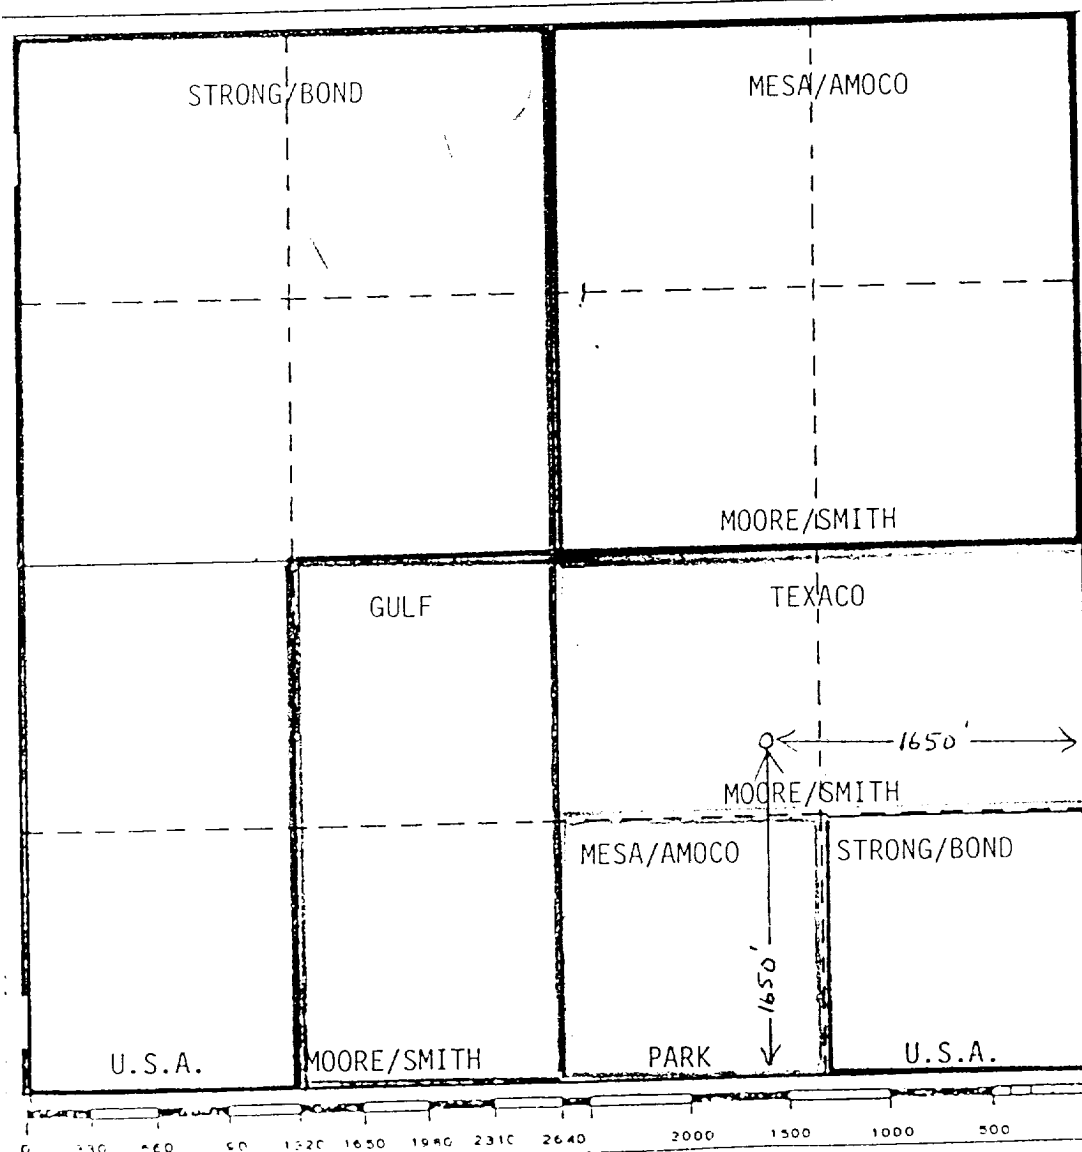 STRONG/BOND
MESA/AMOCO
MOORE/SMITH
GULF
TEXACO
1650'
MOORE/SMITH
MESA/AMOCO
STRONG/BOND
1650'
U.S.A.
MOORE/SMITH
PARK
U.S.A.
0 330 660 90 1320 1650 1980 2310 2640 2000 1500 1000 500